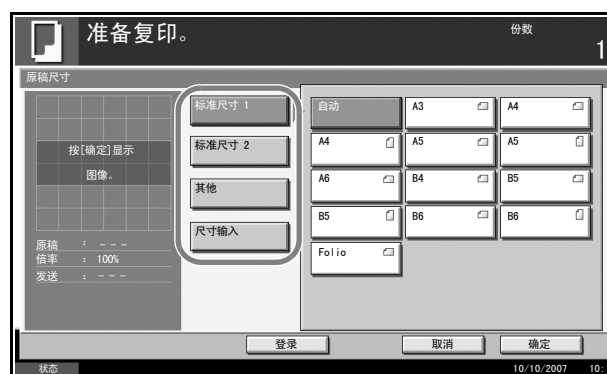 准备复印。
份数
1
原稿尺寸
按[确定]显示
图像。
原稿 : - - -
倍率 : 100%
发送 : - - -
标准尺寸 1
标准尺寸 2
其他
尺寸输入
自动
A3
A4
A4
A5
A5
A6
B4
B5
B5
B6
B6
Folio
登录
取消
确定
状态
10/10/2007 10: